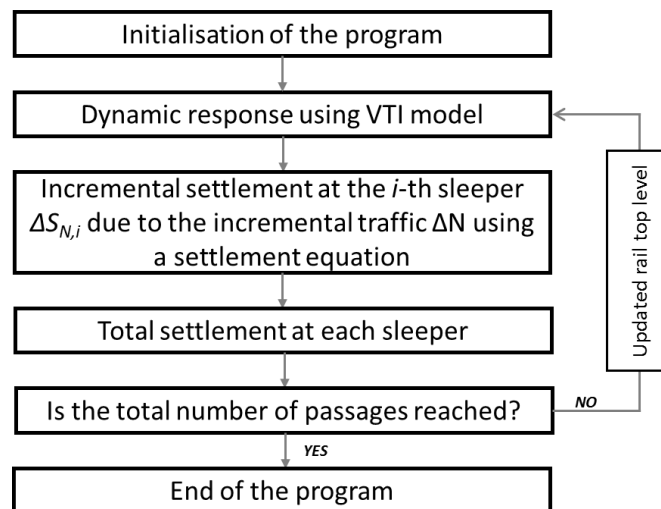 Initialisation of the program
Dynamic response using VTI model
Incremental settlement at the i-th sleeper
ΔS_N,i due to the incremental traffic ΔN using
a settlement equation
Total settlement at each sleeper
Is the total number of passages reached?
NO
Updated rail top level
YES
End of the program